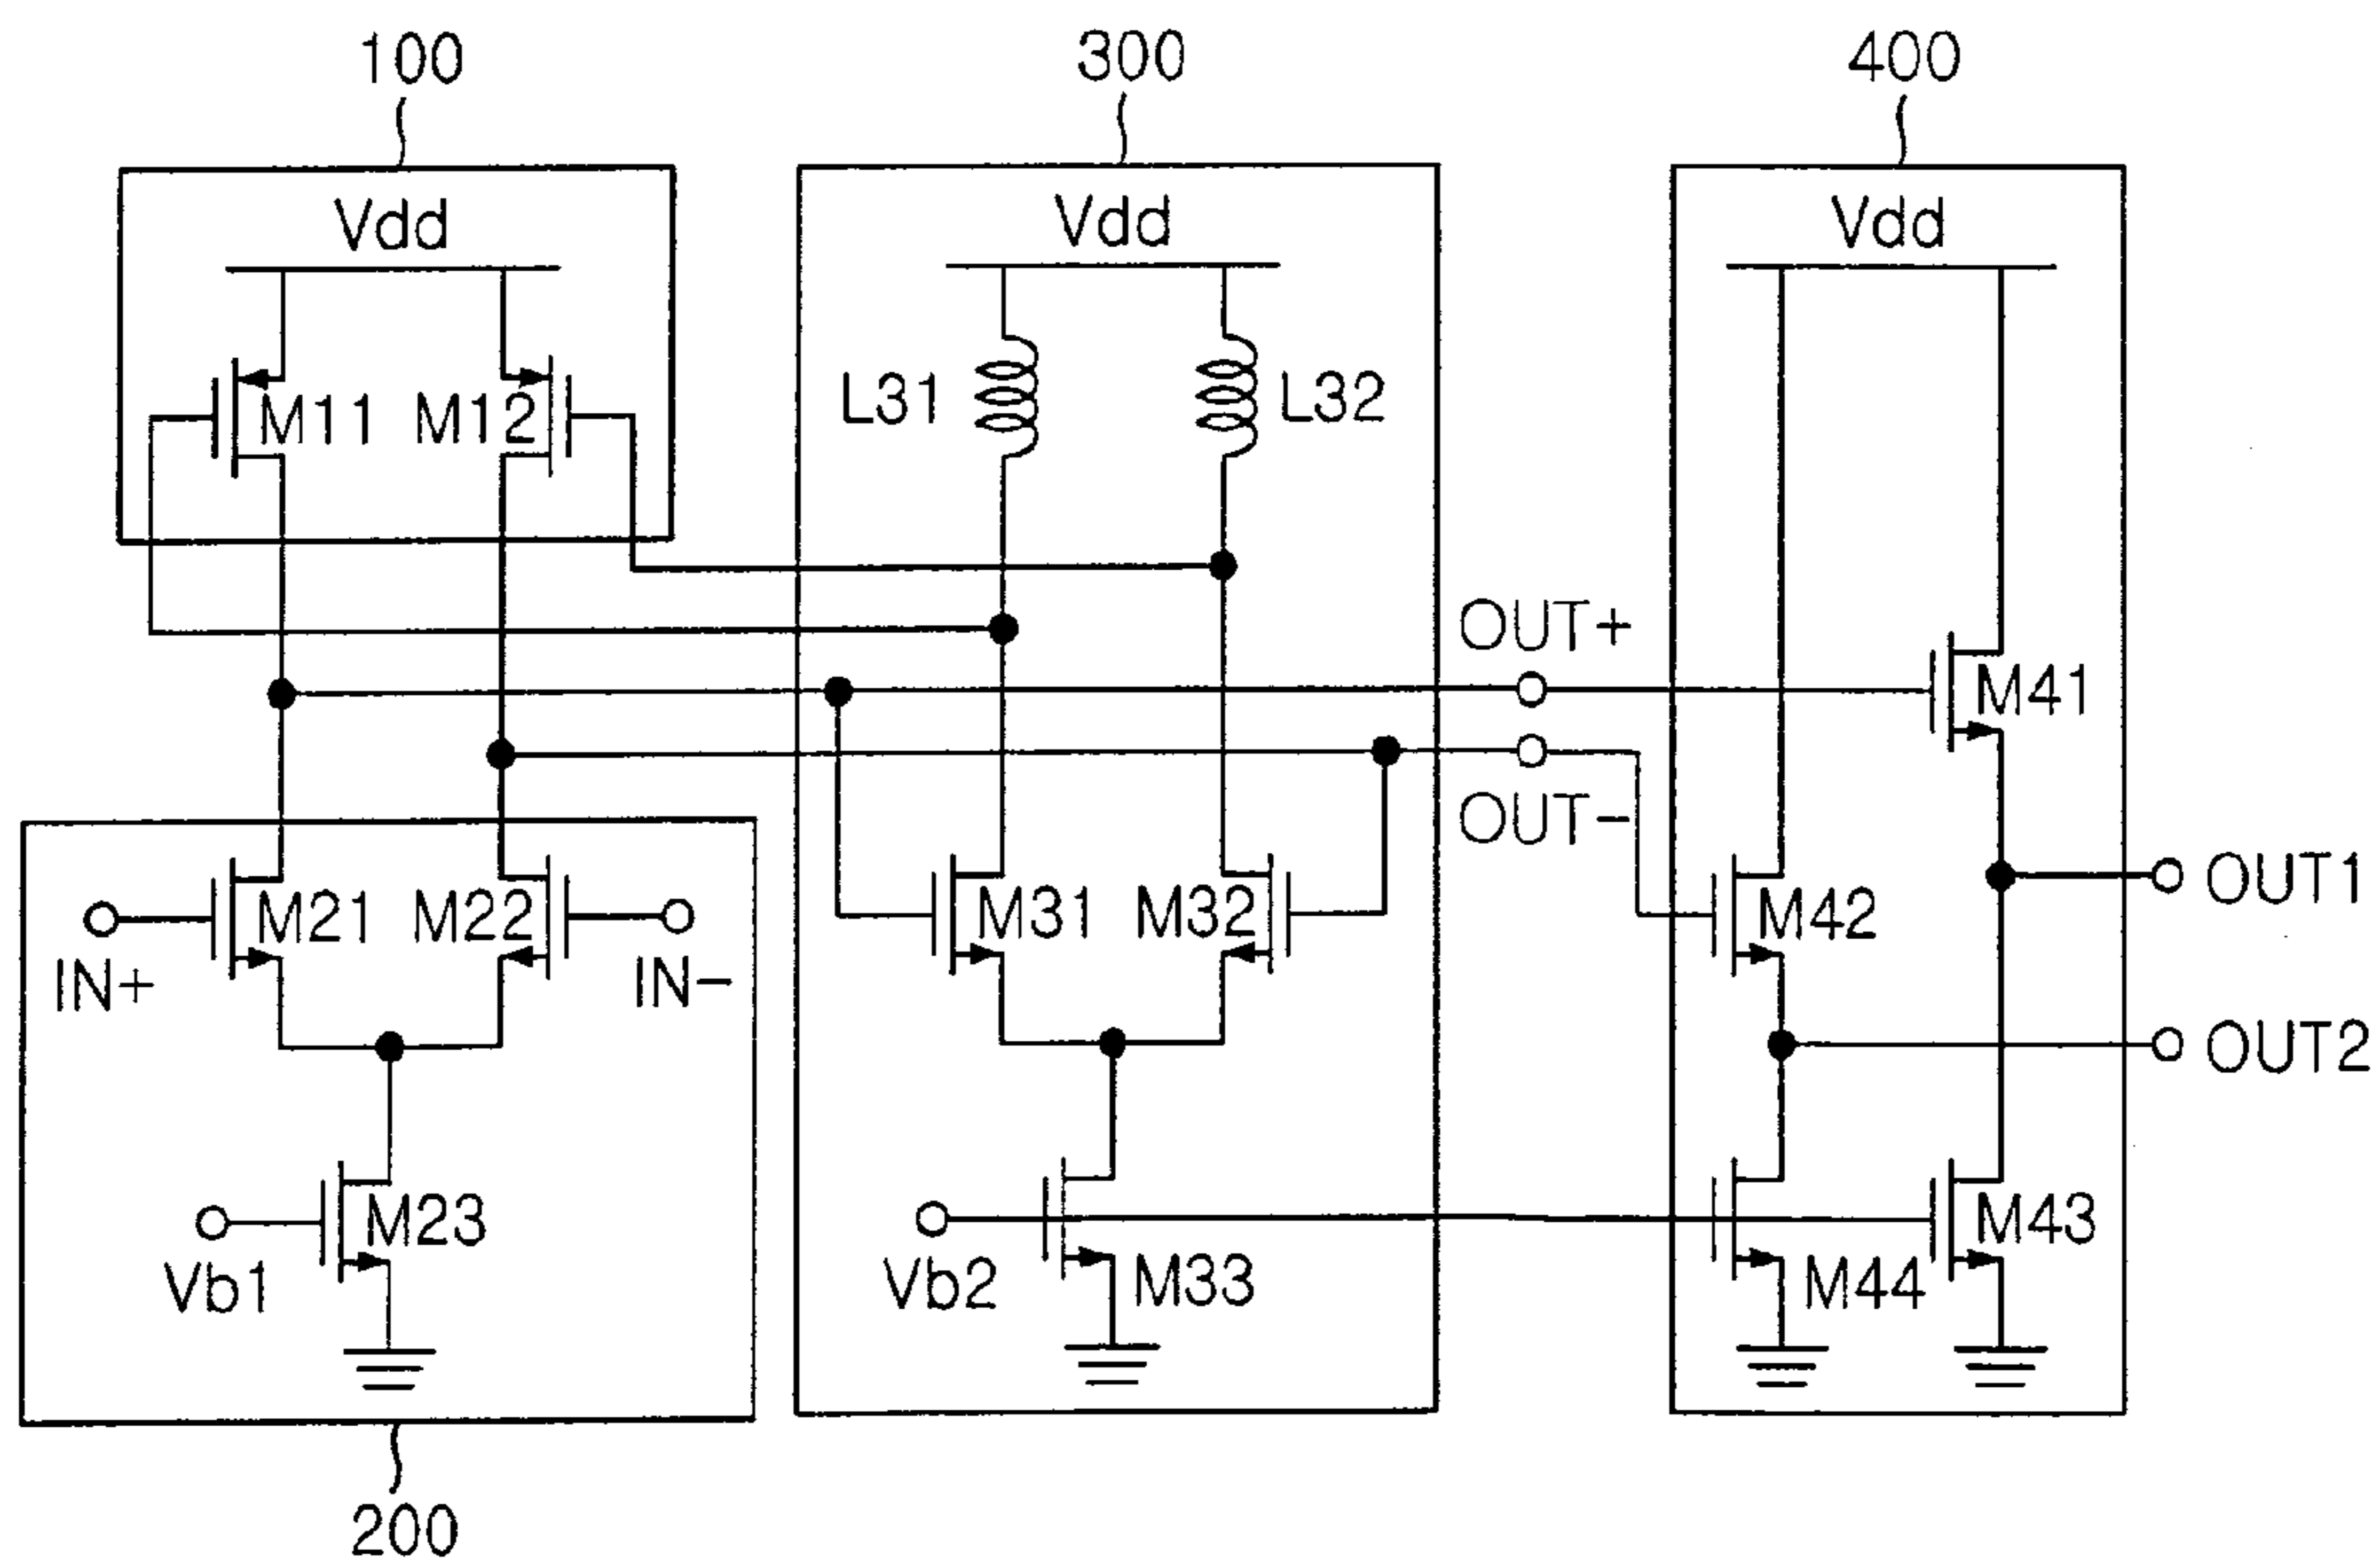 100
300
400
Vdd
Vdd
Vdd
M11
M12
L31
L32
OUT+
M41
OUT-
M21
M22
M31
M32
M42
OUT1
IN+
IN-
OUT2
M23
M43
Vb1
Vb2
M33
M44
200